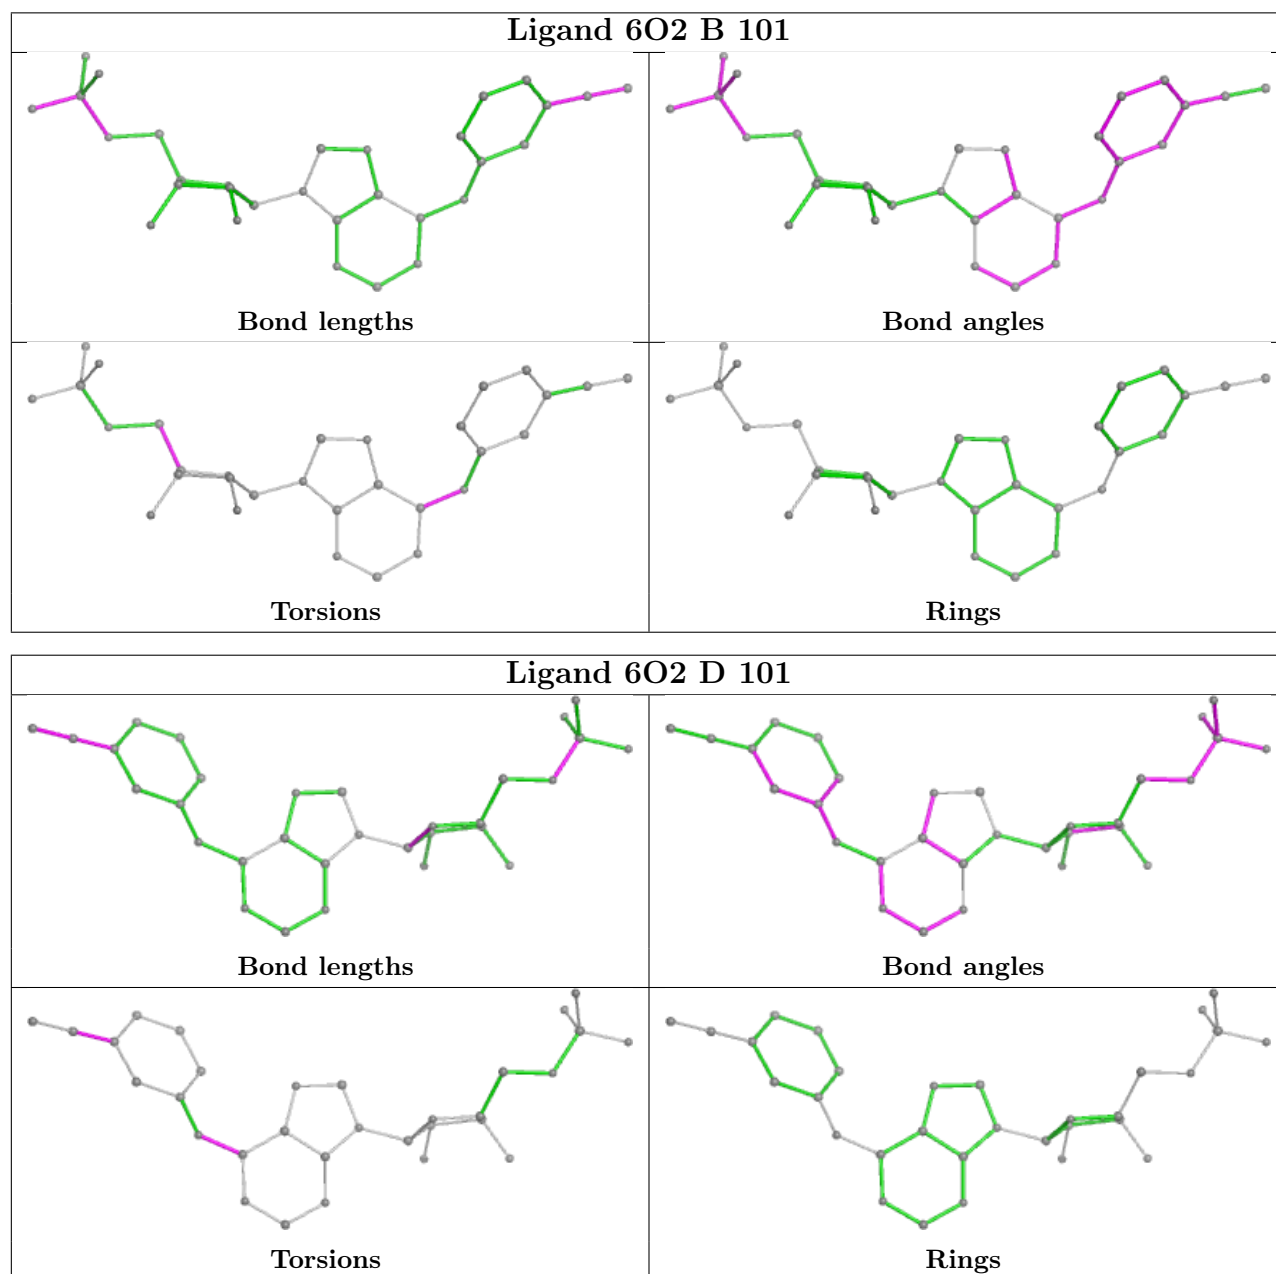 Ligand 6O2 B 101
Bond lengths
Bond angles
Torsions
Rings
Ligand 6O2 D 101
Bond lengths
Bond angles
Torsions
Rings